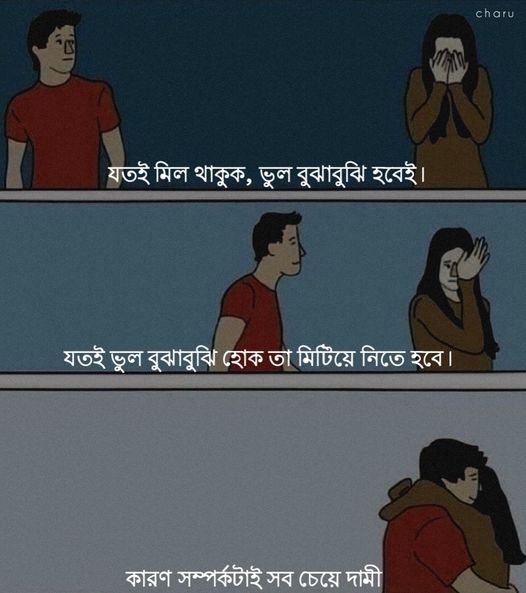 charu
যতই মিল থাকুক, ভুল বুঝাবুঝি হবেই।
যতই ভুল বুঝাবুঝি হোক তা মিটিয়ে নিতে হবে।
কারণ সম্পর্কটাই সব চেয়ে দামী